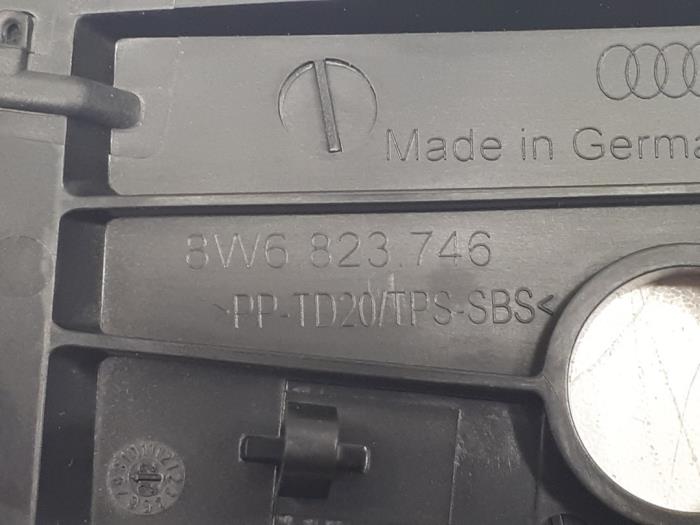 Made in Germa
8W6 823.746
>PP-TD20/TPS-SBS<